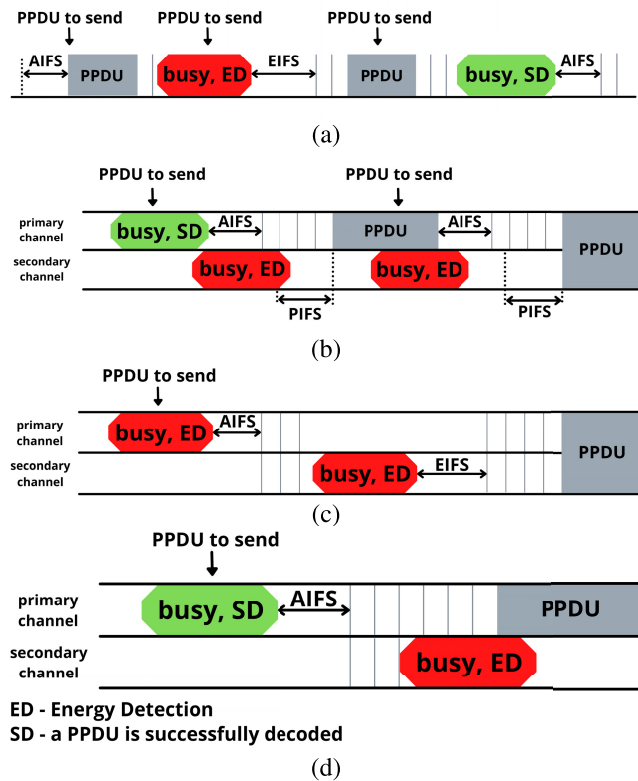 PPDU to send PPDU to send PPDU to send
AIFS PPDU busy, ED EIFS PPDU busy, SD AIFS
(a)
PPDU to send PPDU to send
primary channel busy, SD AIFS PPDU AIFS PPDU
secondary channel busy, ED busy, ED
PIFS PIFS
(b)
PPDU to send
primary channel busy, ED AIFS PPDU
secondary channel busy, ED EIFS
(c)
PPDU to send
primary channel busy, SD AIFS PPDU
secondary channel busy, ED
ED - Energy Detection
SD - a PPDU is successfully decoded
(d)